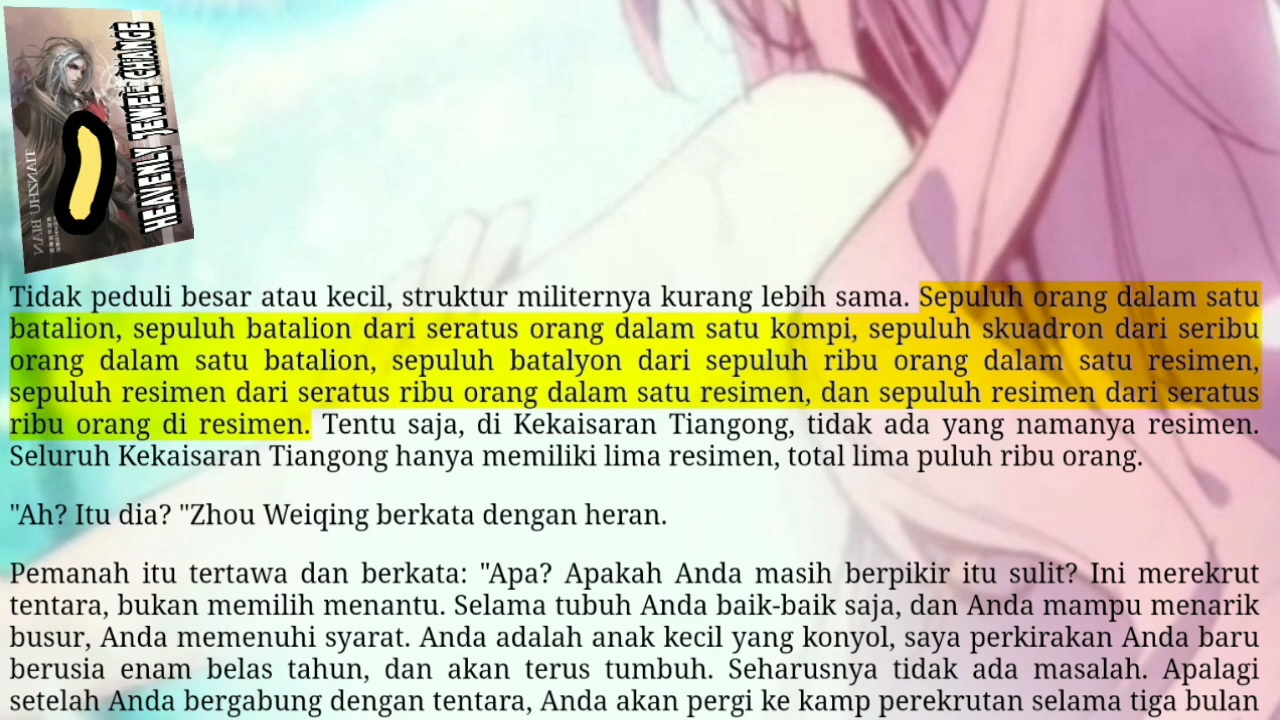 HEAVENLY JEWEL CHANGE
TIANZHU BIAN
Tidak peduli besar atau kecil, struktur militernya kurang lebih sama. Sepuluh orang dalam satu
batalion, sepuluh batalion dari seratus orang dalam satu kompi, sepuluh skuadron dari seribu
orang dalam satu batalion, sepuluh batalyon dari sepuluh ribu orang dalam satu resimen,
sepuluh resimen dari seratus ribu orang dalam satu resimen, dan sepuluh resimen dari seratus
ribu orang di resimen. Tentu saja, di Kekaisaran Tiangong, tidak ada yang namanya resimen.
Seluruh Kekaisaran Tiangong hanya memiliki lima resimen, total lima puluh ribu orang.
"Ah? Itu dia? "Zhou Weiqing berkata dengan heran.
Pemanah itu tertawa dan berkata: "Apa? Apakah Anda masih berpikir itu sulit? Ini merekrut
tentara, bukan memilih menantu. Selama tubuh Anda baik-baik saja, dan Anda mampu menarik
busur, Anda memenuhi syarat. Anda adalah anak kecil yang konyol, saya perkirakan Anda baru
berusia enam belas tahun, dan akan terus tumbuh. Seharusnya tidak ada masalah. Apalagi
setelah Anda bergabung dengan tentara, Anda akan pergi ke kamp perekrutan selama tiga bulan